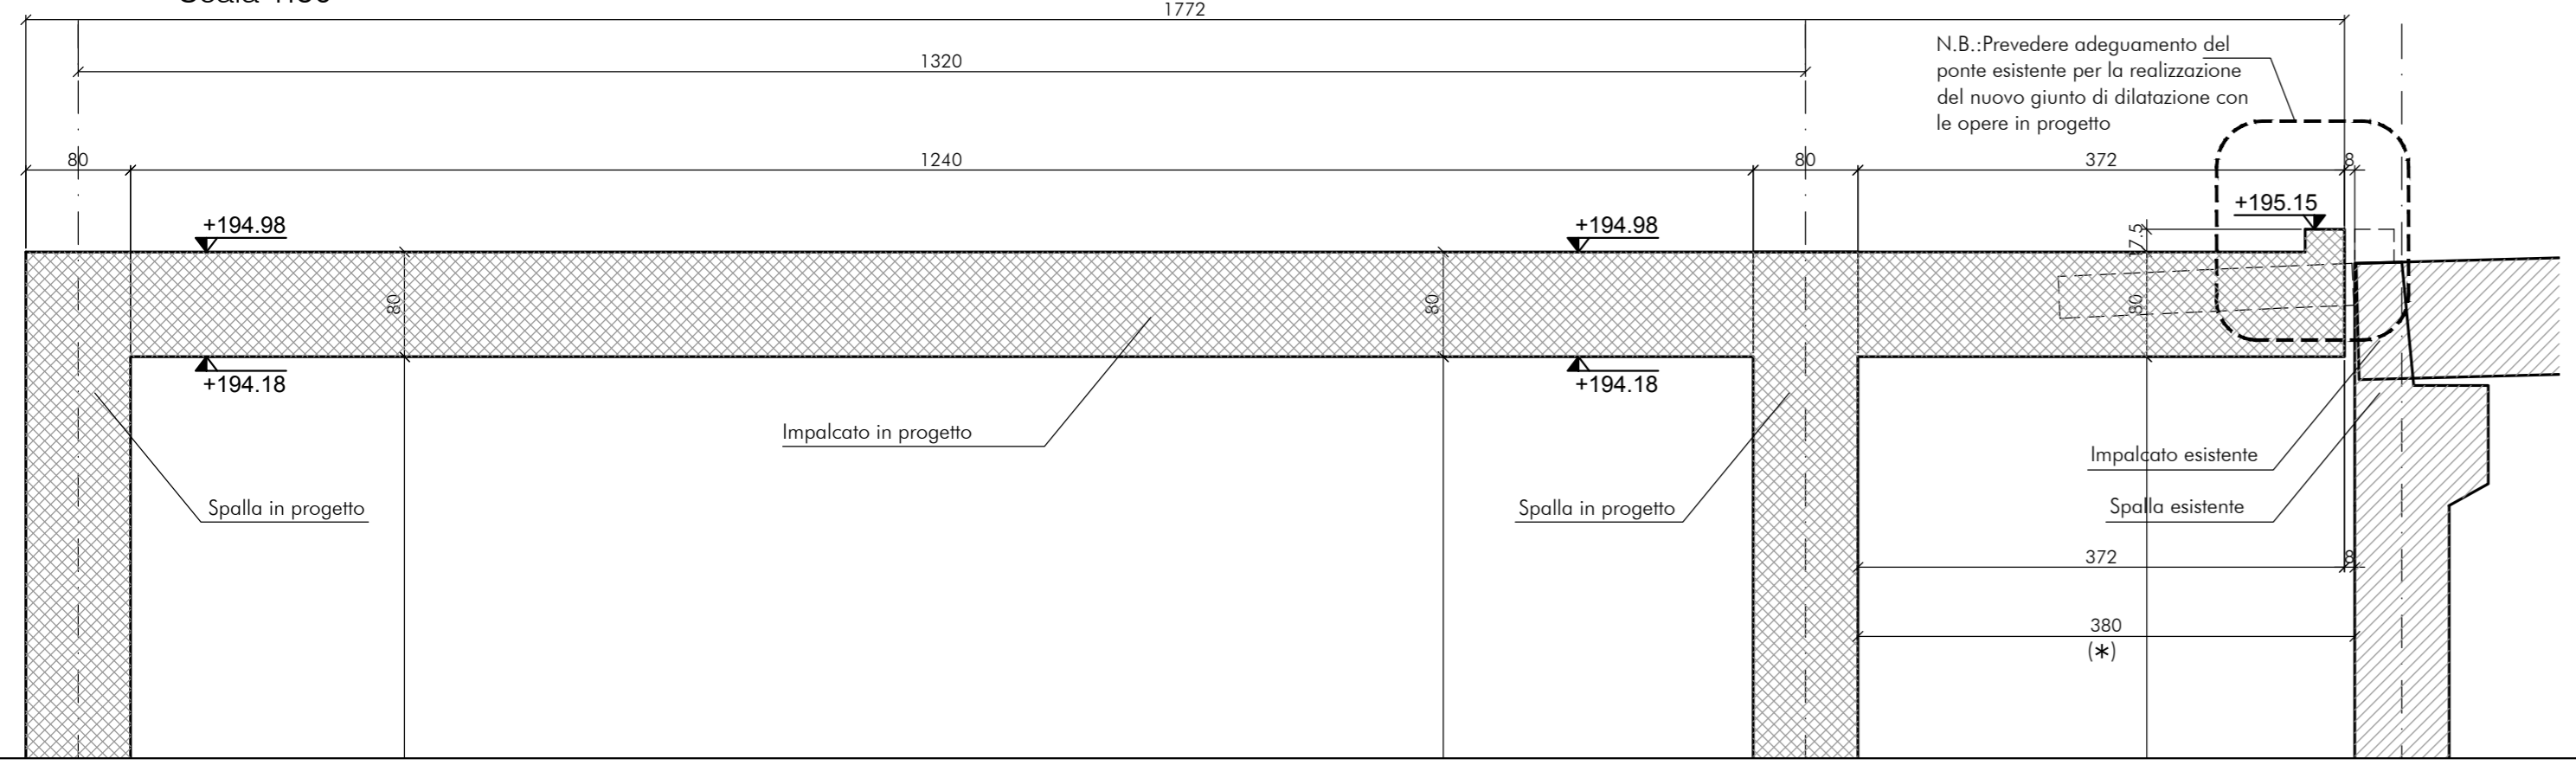 1772
1320
N.B.:Prevedere adeguamento del
ponte esistente per la realizzazione
del nuovo giunto di dilatazione con
le opere in progetto
80
1240
80
372
8
+194.98
+194.98
+195.15
17.5
80
80
80
+194.18
+194.18
Impalcato in progetto
Impalcato esistente
Spalla in progetto
Spalla in progetto
Spalla esistente
372
8
380
(*)